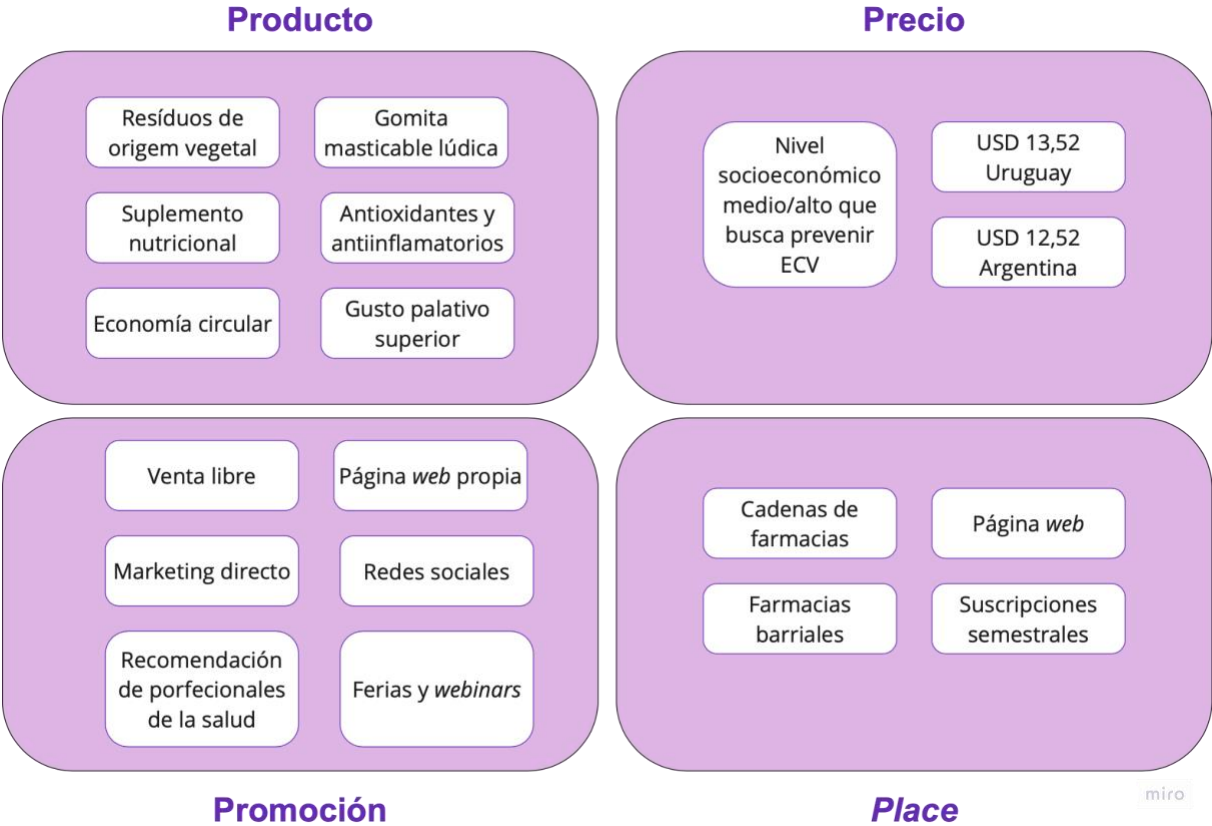 Producto
Resíduos de
origem vegetal
Gomita
masticable lúdica
Suplemento
nutricional
Antioxidantes y
antiinflamatorios
Economía circular
Gusto palativo
superior
Precio
Nivel
socioeconómico
medio/alto que
busca prevenir
ECV
USD 13,52
Uruguay
USD 12,52
Argentina
Venta libre
Página web propia
Marketing directo
Redes sociales
Recomendación
de porfecionales
de la salud
Ferias y webinars
Promoción
Cadenas de
farmacias
Página web
Farmacias
barriales
Suscripciones
semestrales
Place
miro